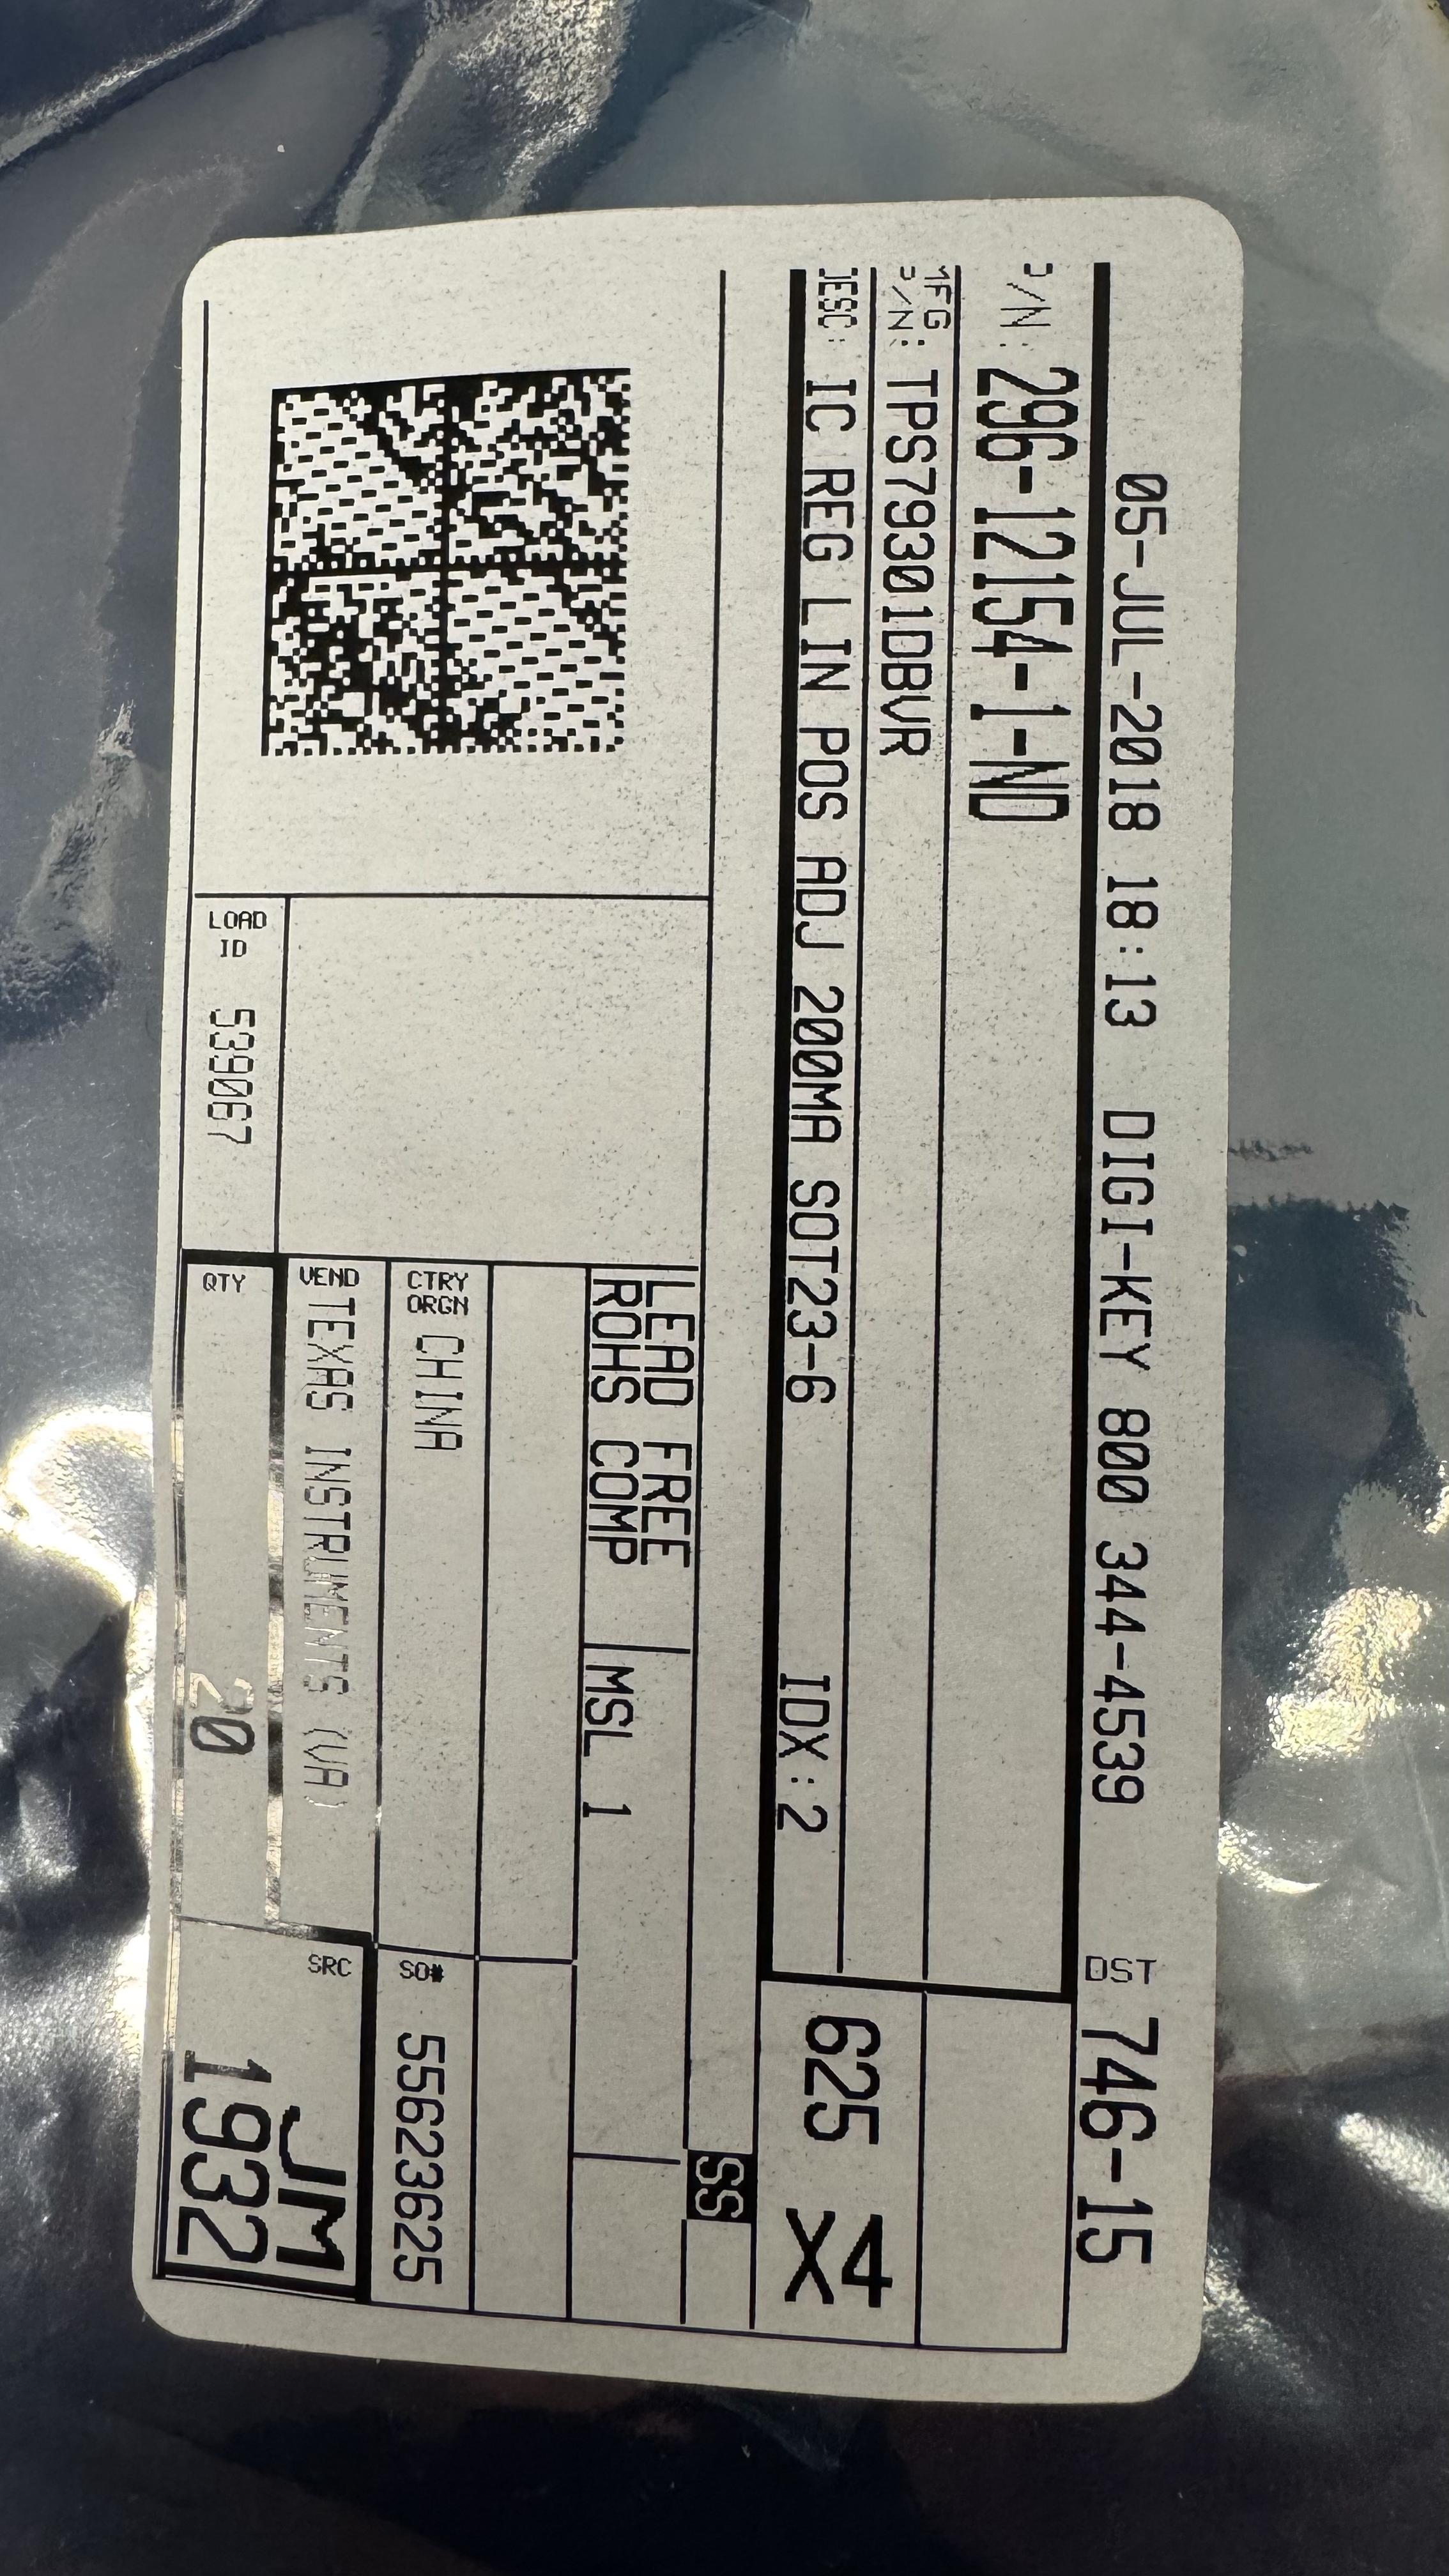 05-JUL-2018 18:13 DIGI-KEY 800 344-4539 DST 746-15
P/N: 296-12154-1-ND
MFG
P/N: TPS79301DBVR
DESC: IC REG LIN POS ADJ 200MA SOT23-6 IDX:2
625 X4
SS
LEAD FREE
ROHS COMP
MSL 1
CTRY
ORGN CHINA
SO# 55623625
VEND TEXAS INSTRUMENTS (VA)
LOAD
ID 539067
QTY 20
SRC JM
1932